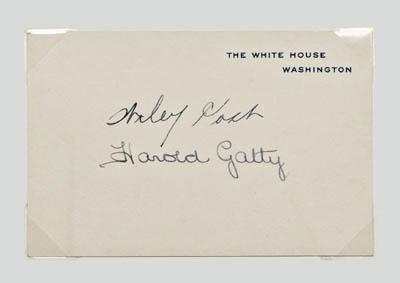 THE WHITE HOUSE
WASHINGTON
Wiley Post
Harold Gatty